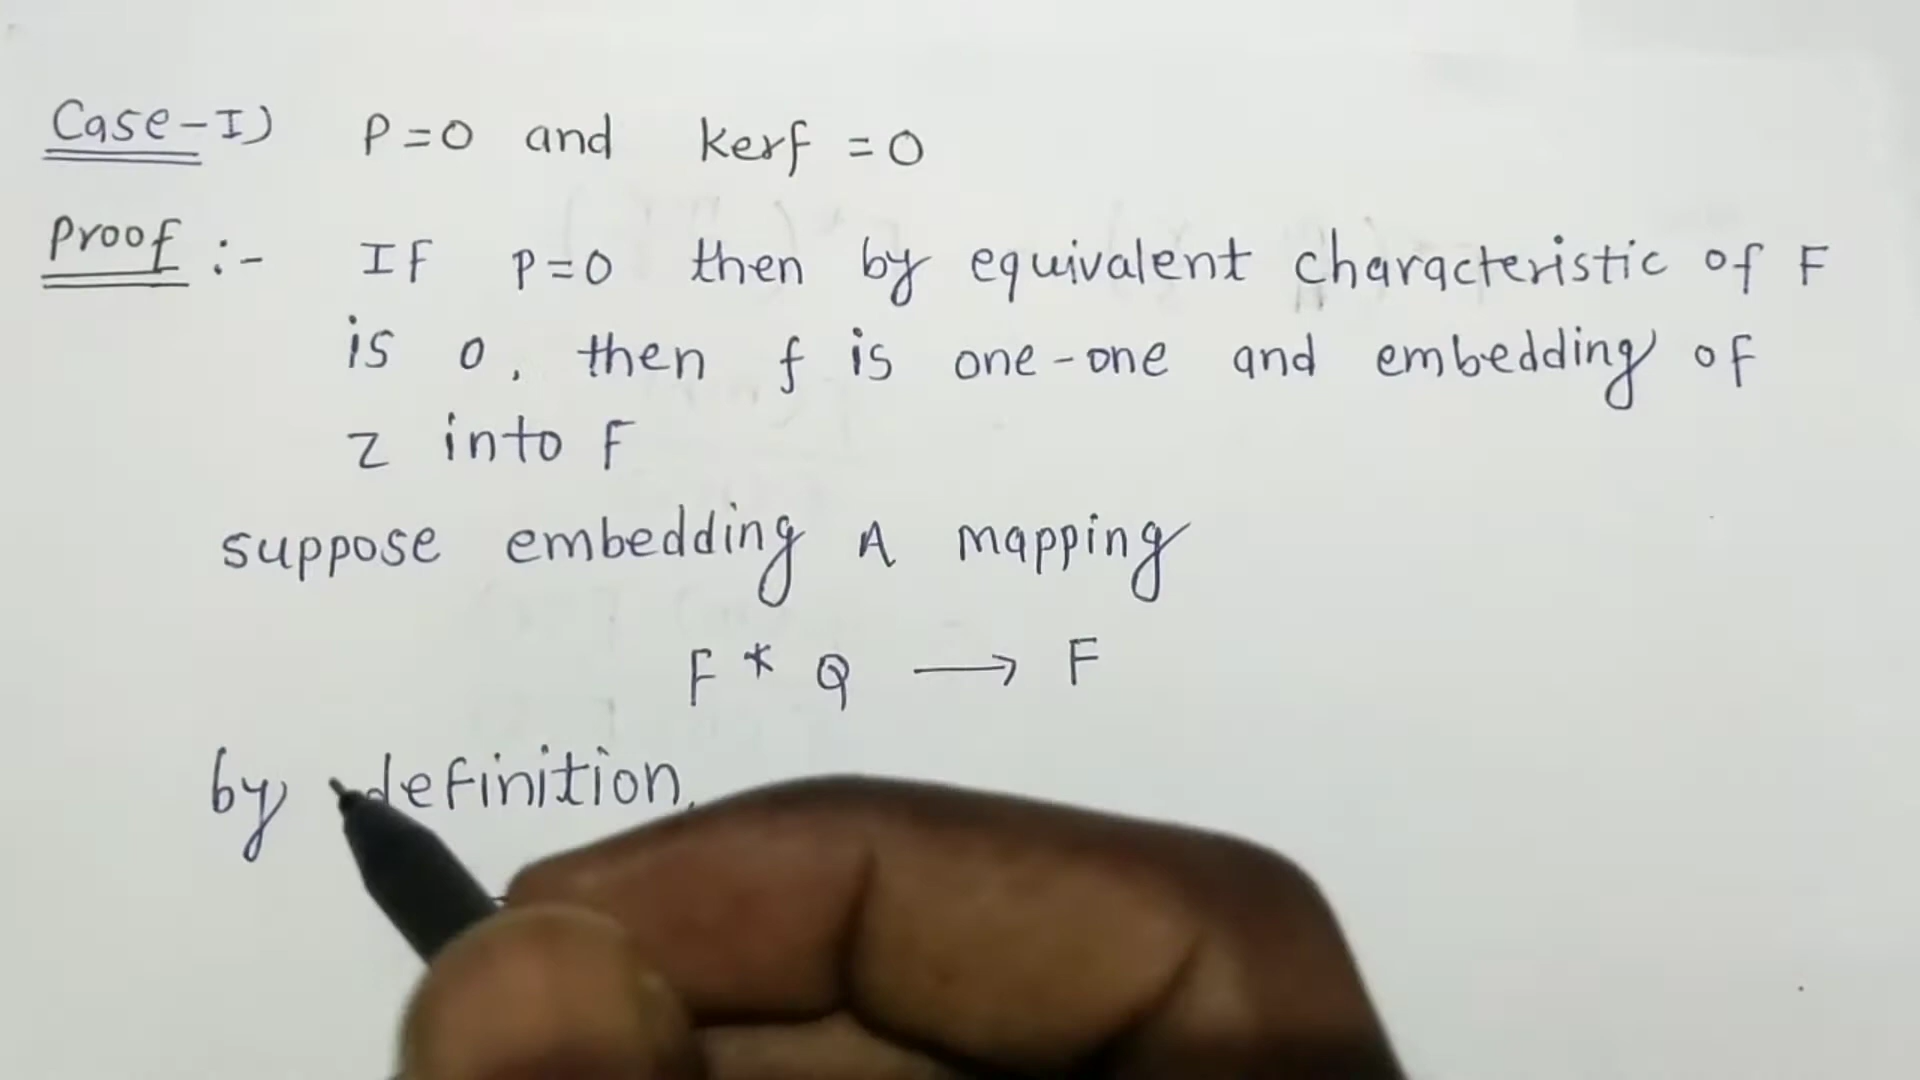 Case-I) P=0 and kerf = 0
Proof :- If p=0 then by equivalent characteristic of F
is 0, then f is one-one and embedding of
Z into F
suppose embedding A mapping
F * Q → F
by definition.